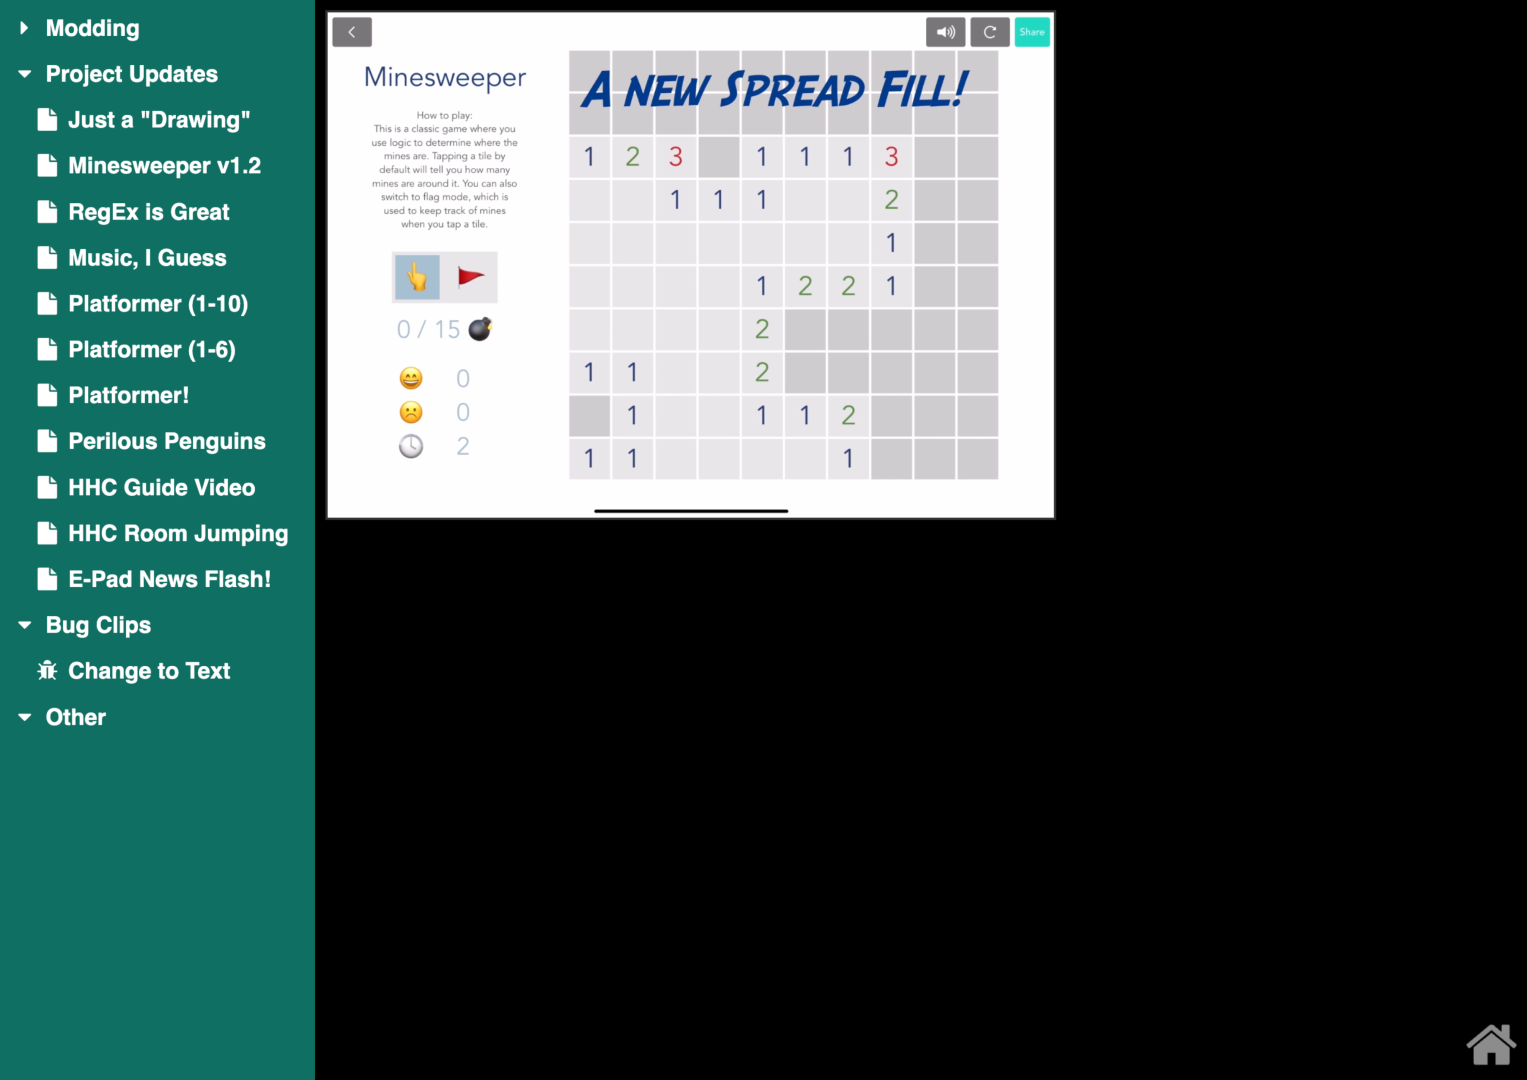 Modding
Project Updates
Just a "Drawing"
Minesweeper v1.2
RegEx is Great
Music, I Guess
Platformer (1-10)
Platformer (1-6)
Platformer!
Perilous Penguins
HHC Guide Video
HHC Room Jumping
E-Pad News Flash!
Bug Clips
Change to Text
Other
Share
Minesweeper
How to play:
This is a classic game where you
use logic to determine where the
mines are. Tapping a tile by
default will tell you how many
mines are around it. You can also
switch to flag mode, which is
used to keep track of mines
when you tap a tile.
0 / 15
0
0
2
A NEW SPREAD FILL!
1 2 3 1 1 1 3
1 1 1 2
1
1 2 2 1
2
1 1 2
1 1 1 2
1 1 1